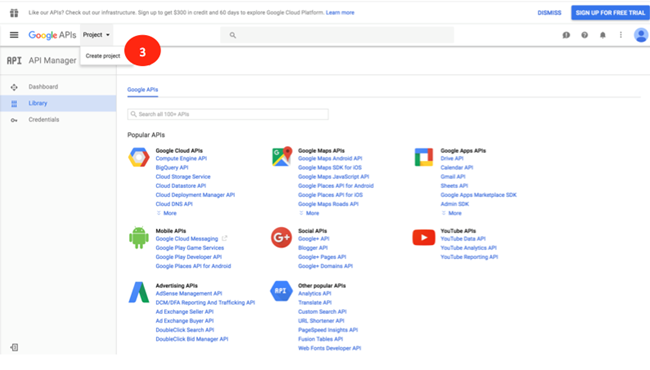 Like our APIs? Check out our infrastructure. Sign up to get $300 in credit and 60 days to explore Google Cloud Platform. Learn more
DISMISS
SIGN UP FOR FREE TRIAL
Google APIs
Project
Create project
3
API
API Manager
Dashboard
Library
Credentials
Google APIs
Search all 100+ APIs
Popular APIs
Google Cloud APIs
Compute Engine API
BigQuery API
Cloud Storage Service
Cloud Datastore API
Cloud Deployment Manager API
Cloud DNS API
More
Google Maps APIs
Google Maps Android API
Google Maps SDK for iOS
Google Maps JavaScript API
Google Places API for Android
Google Places API for iOS
Google Maps Roads API
More
Google Apps APIs
Drive API
Calendar API
Gmail API
Sheets API
Google Apps Marketplace SDK
Admin SDK
More
Mobile APIs
Google Cloud Messaging
Google Play Game Services
Google Play Developer API
Google Places API for Android
G+
Social APIs
Google+ API
Blogger API
Google+ Pages API
Google+ Domains API
YouTube APIs
YouTube Data API
YouTube Analytics API
YouTube Reporting API
Advertising APIs
AdSense Management API
DCM/DFA Reporting And Trafficking API
Ad Exchange Seller API
Ad Exchange Buyer API
DoubleClick Search API
DoubleClick Bid Manager API
API
Other popular APIs
Analytics API
Translate API
Custom Search API
URL Shortener API
PageSpeed Insights API
Fusion Tables API
Web Fonts Developer API